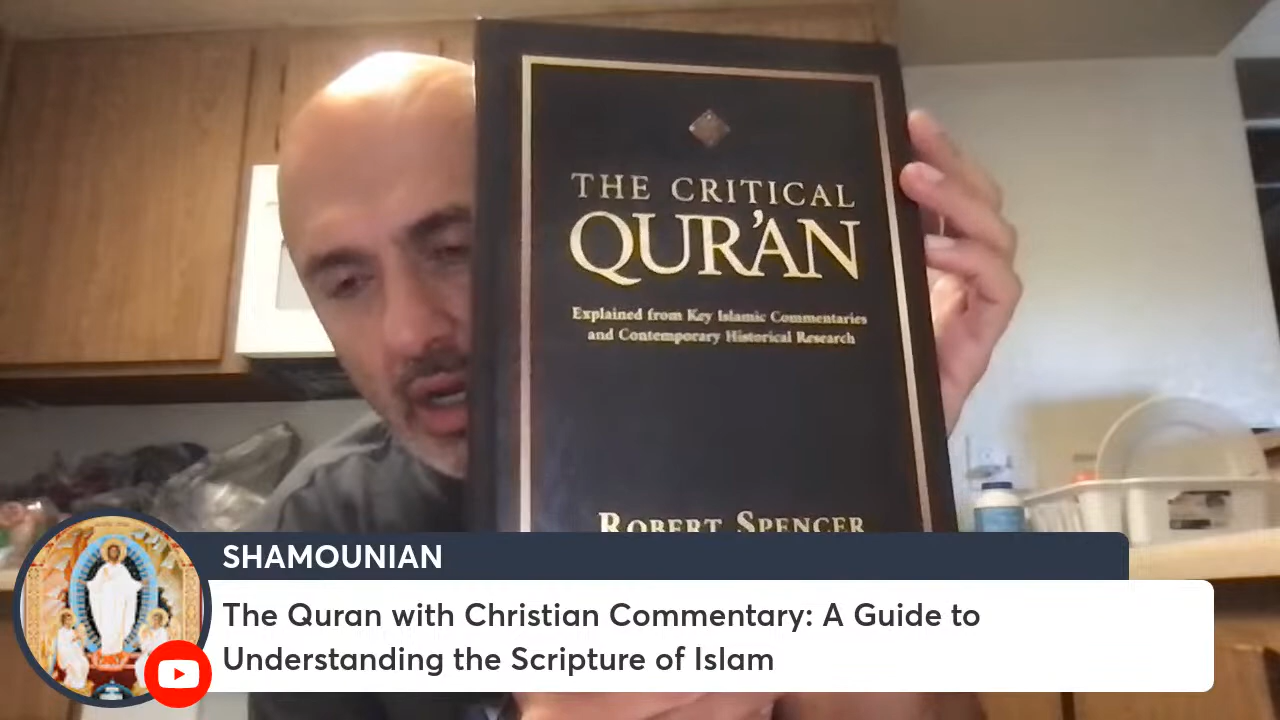 THE CRITICAL
QUR'AN
Explained from Key Islamic Commentaries
and Contemporary Historical Research
ROBERT SPENCER
SHAMOUNIAN
The Quran with Christian Commentary: A Guide to
Understanding the Scripture of Islam